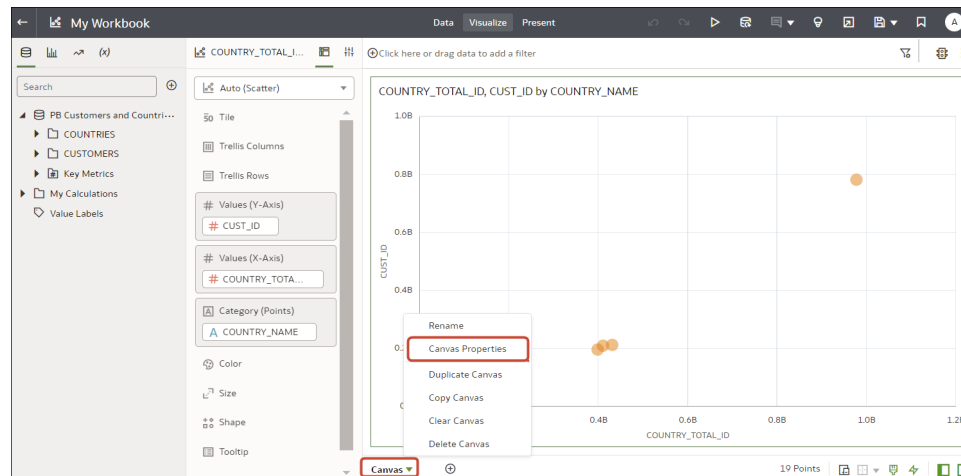 My Workbook
Data Visualize Present
A
(x)
COUNTRY_TOTAL_I...
Click here or drag data to add a filter
Search
Auto (Scatter)
PB Customers and Countri...
COUNTRIES
CUSTOMERS
Key Metrics
My Calculations
Value Labels
50 Tile
Trellis Columns
Trellis Rows
Values (Y-Axis)
CUST_ID
Values (X-Axis)
COUNTRY_TOTA...
Category (Points)
A COUNTRY_NAME
Color
Size
Shape
Tooltip
COUNTRY_TOTAL_ID, CUST_ID by COUNTRY_NAME
1.0B
0.8B
0.6B
0.4B
CUST_ID
0.4B 0.6B 0.8B 1.0B
COUNTRY_TOTAL_ID
Rename
Canvas Properties
Duplicate Canvas
Copy Canvas
Clear Canvas
Delete Canvas
Canvas
19 Points